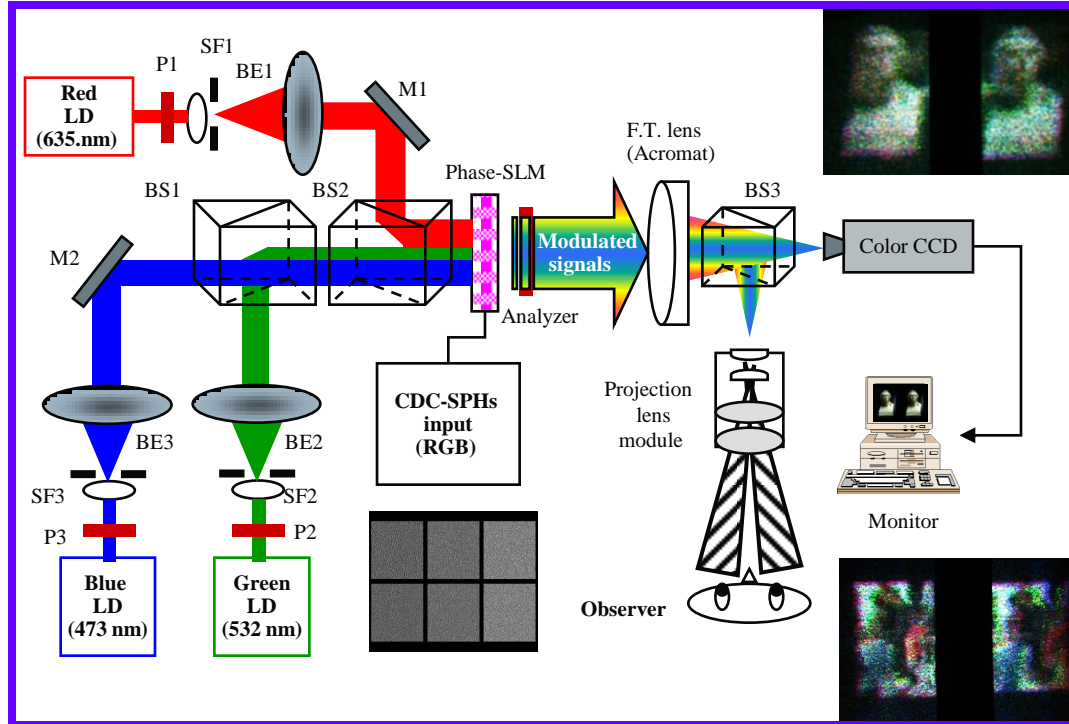 SF1
P1
BE1
Red
LD
(635.nm)
M1
F.T. lens
(Acromat)
Phase-SLM
BS1
BS2
BS3
M2
Modulated
signals
Color CCD
Analyzer
CDC-SPHs
input
(RGB)
Projection
lens
module
BE3
BE2
SF3
SF2
P3
P2
Monitor
Blue
LD
(473 nm)
Green
LD
(532 nm)
Observer